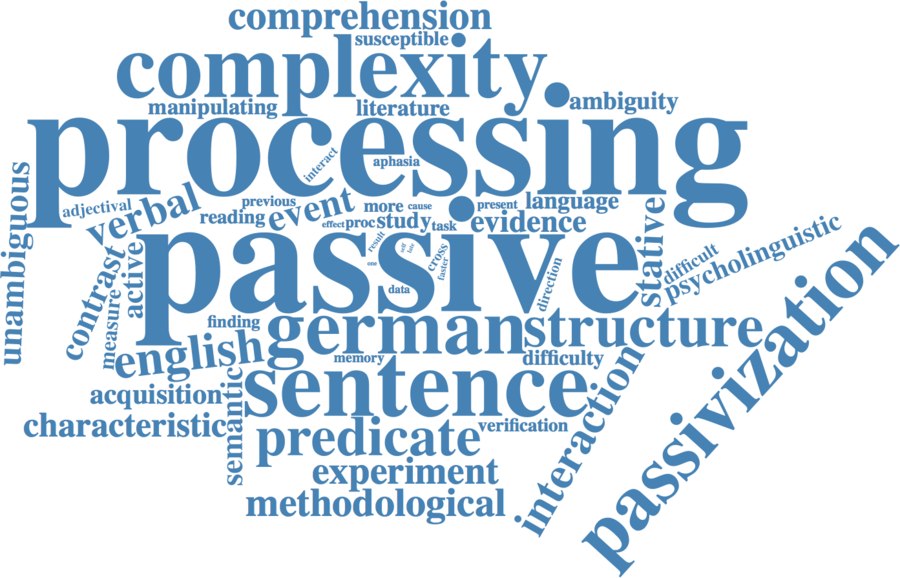 comprehension
susceptible
complexity
manipulating
literature
ambiguity
processing
interact
aphasia
unambiguous
adjectival
verbal
previous
reading
event
more
cause
present
language
effect
proc
study
task
evidence
passive
result
self
one
data
cross
faster
direction
stative
difficult
psycholinguistic
contrast
measure
active
finding
german
structure
english
memory
difficulty
passivization
acquisition
sentence
interaction
characteristic
semantic
predicate
verification
experiment
methodological